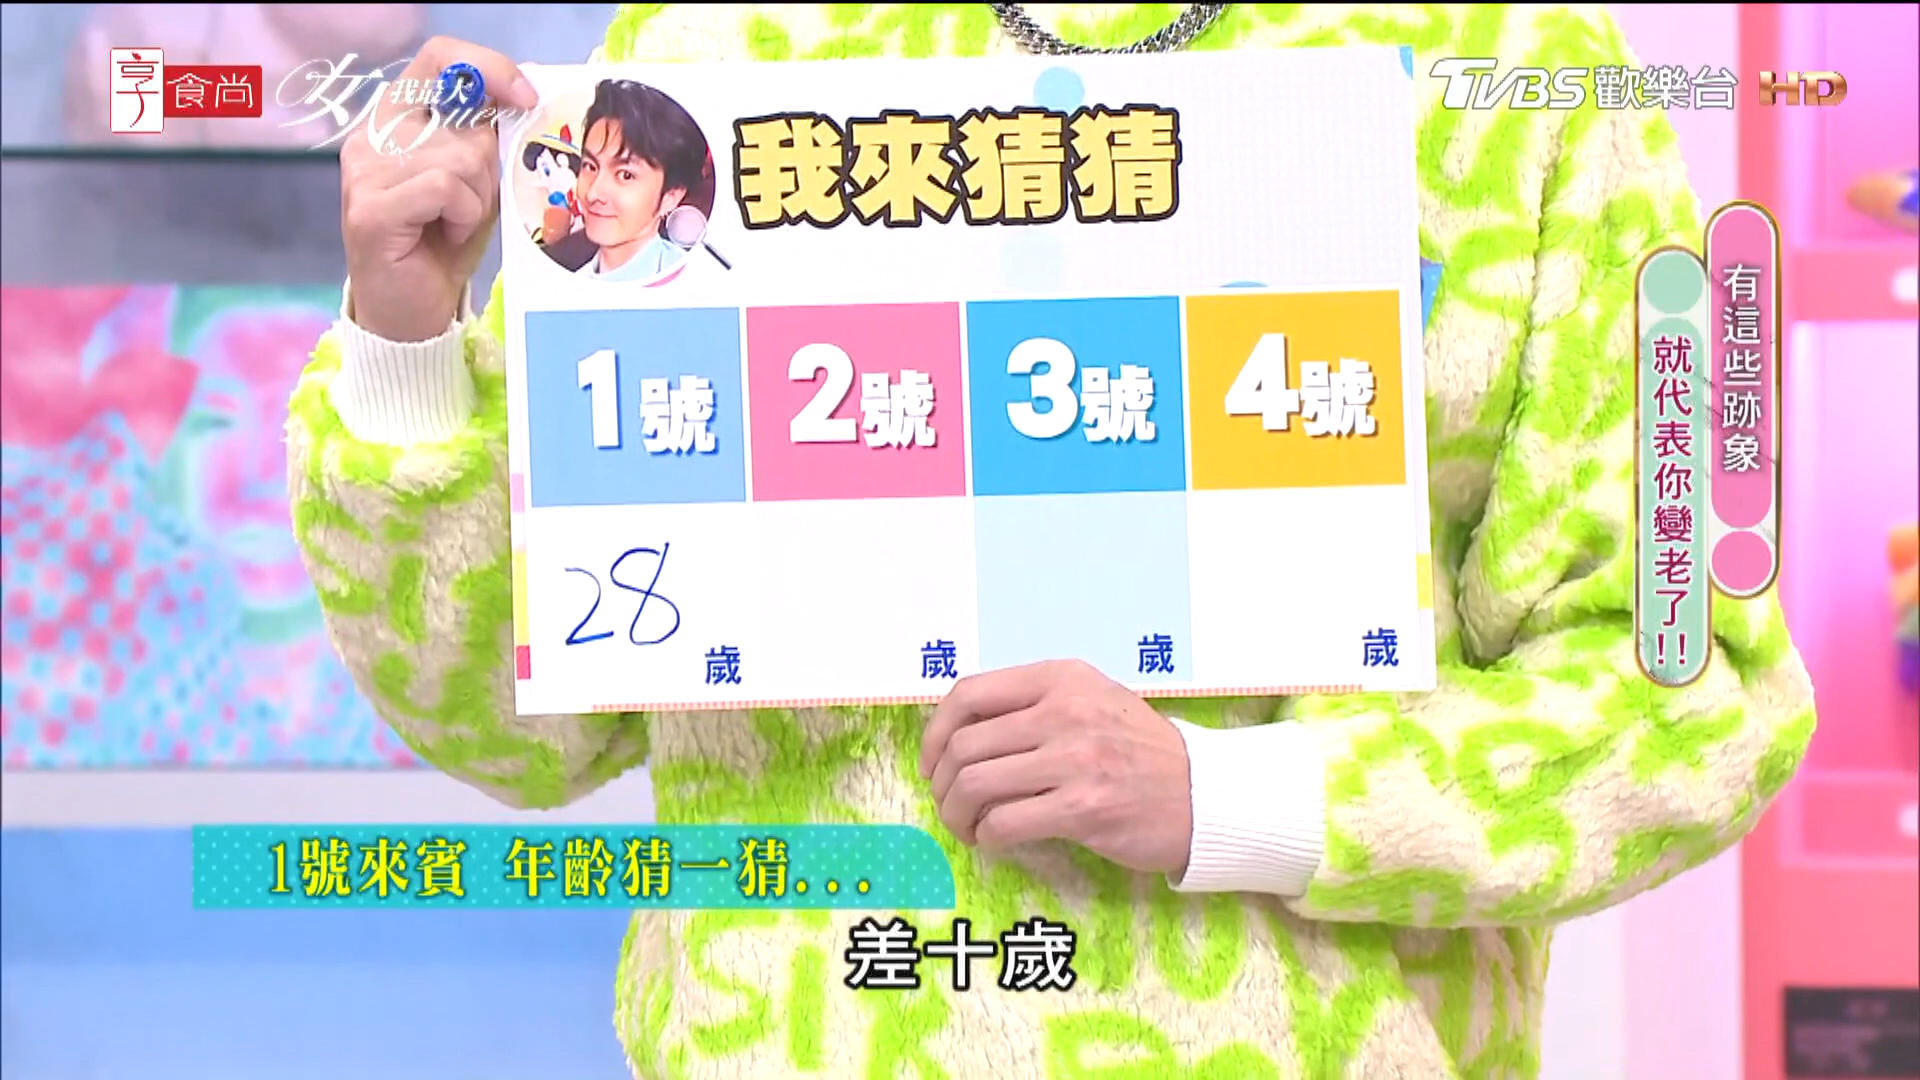 享食尚
女人我最大
Queen
TVBS歡樂台 HD
我來猜猜
1號
2號
3號
4號
28歲
歲
歲
歲
有這些跡象
就代表你變老了!!
1號來賓 年齡猜一猜...
差十歲